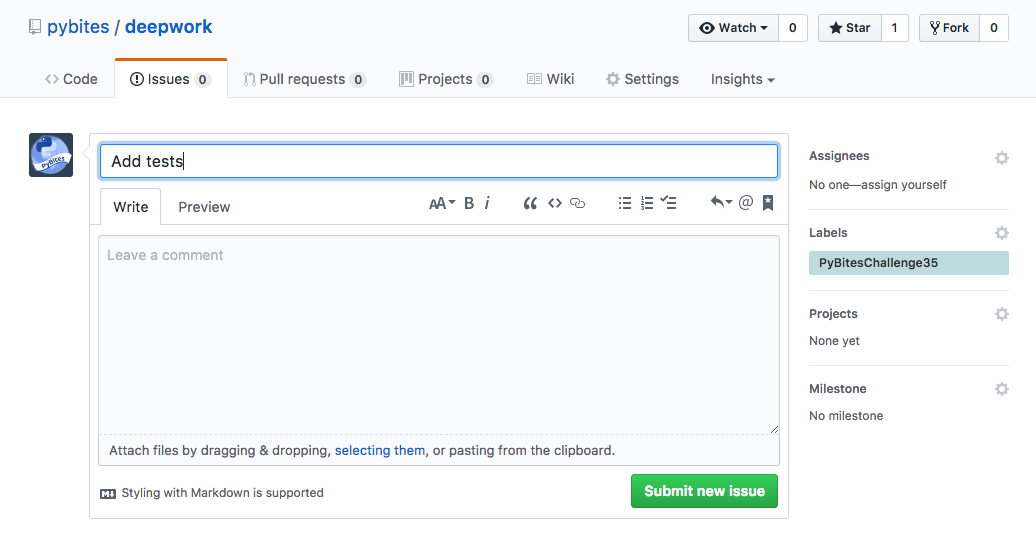 pybites / deepwork
Watch 0 Star 1 Fork 0
Code Issues 0 Pull requests 0 Projects 0 Wiki Settings Insights
PyBites
Add tests
Write Preview AA B i
Leave a comment
Attach files by dragging & dropping, selecting them, or pasting from the clipboard.
Styling with Markdown is supported
Submit new issue
Assignees
No one—assign yourself
Labels
PyBitesChallenge35
Projects
None yet
Milestone
No milestone